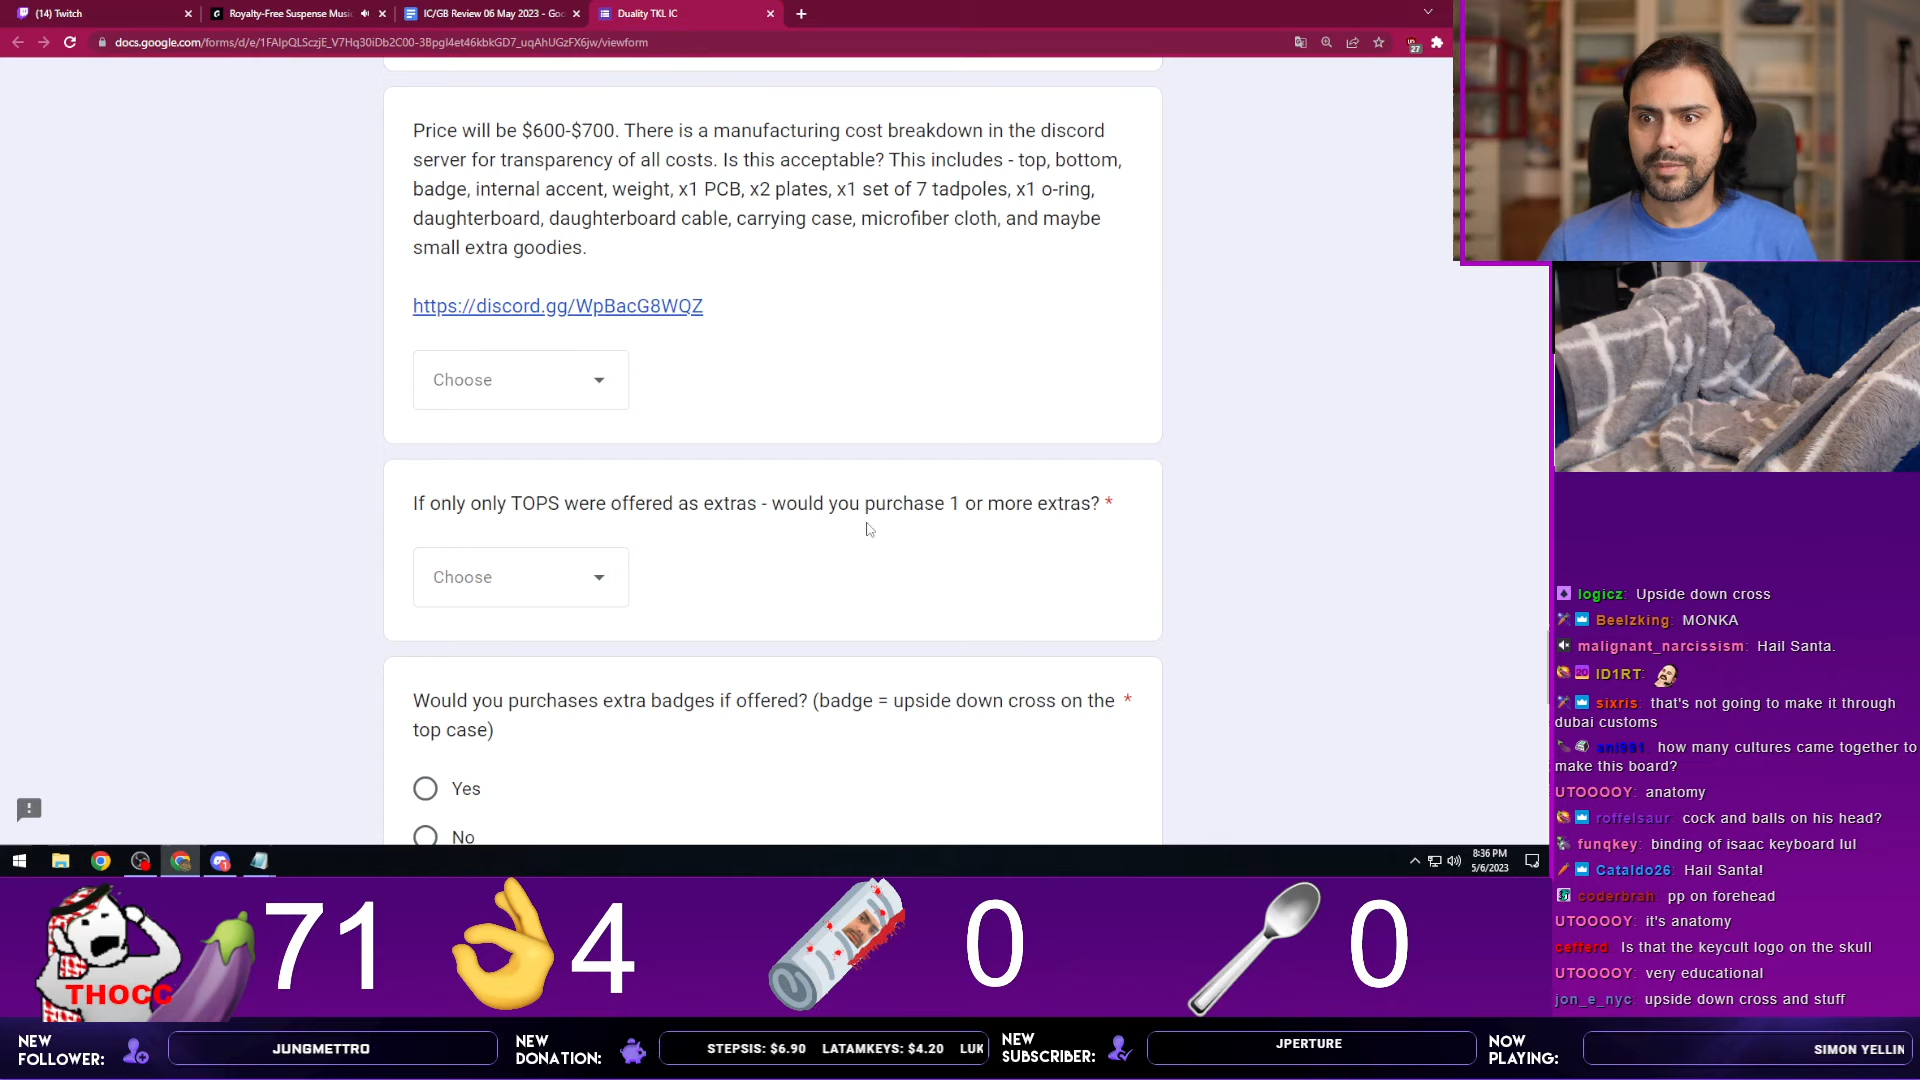 (14) Twitch
Royalty-Free Suspense Music
IC/GB Review 06 May 2023 - Goo
Duality TKL IC
docs.google.com/forms/d/e/1FAIpQLSczjE_V7Hq30iDb2C00-3Bpgl4et46kbkGD7_uqAhUGzFX6jw/viewform
27
Price will be $600-$700. There is a manufacturing cost breakdown in the discord
server for transparency of all costs. Is this acceptable? This includes - top, bottom,
badge, internal accent, weight, x1 PCB, x2 plates, x1 set of 7 tadpoles, x1 o-ring,
daughterboard, daughterboard cable, carrying case, microfiber cloth, and maybe
small extra goodies.
https://discord.gg/WpBacG8WQZ
Choose
If only only TOPS were offered as extras - would you purchase 1 or more extras? *
Choose
Would you purchases extra badges if offered? (badge = upside down cross on the *
top case)
Yes
No
8:36 PM
5/6/2023
logicz: Upside down cross
Beelzking: MONKA
malignant_narcissism: Hail Santa.
ID1RT:
sixris: that's not going to make it through
dubai customs
ani991: how many cultures came together to
make this board?
UTOOOOY: anatomy
roffelsaur: cock and balls on his head?
funqkey: binding of isaac keyboard lul
Cataldo26: Hail Santa!
coderbrah: pp on forehead
UTOOOOY: it's anatomy
cefferd: Is that the keycult logo on the skull
UTOOOOY: very educational
jon_e_nyc: upside down cross and stuff
THOCC
71
4
0
0
NEW
FOLLOWER:
JUNGMETTRO
NEW
DONATION:
STEPSIS: $6.90 LATAMKEYS: $4.20 LUK
NEW
SUBSCRIBER:
JPERTURE
NOW
PLAYING:
SIMON YELLIN